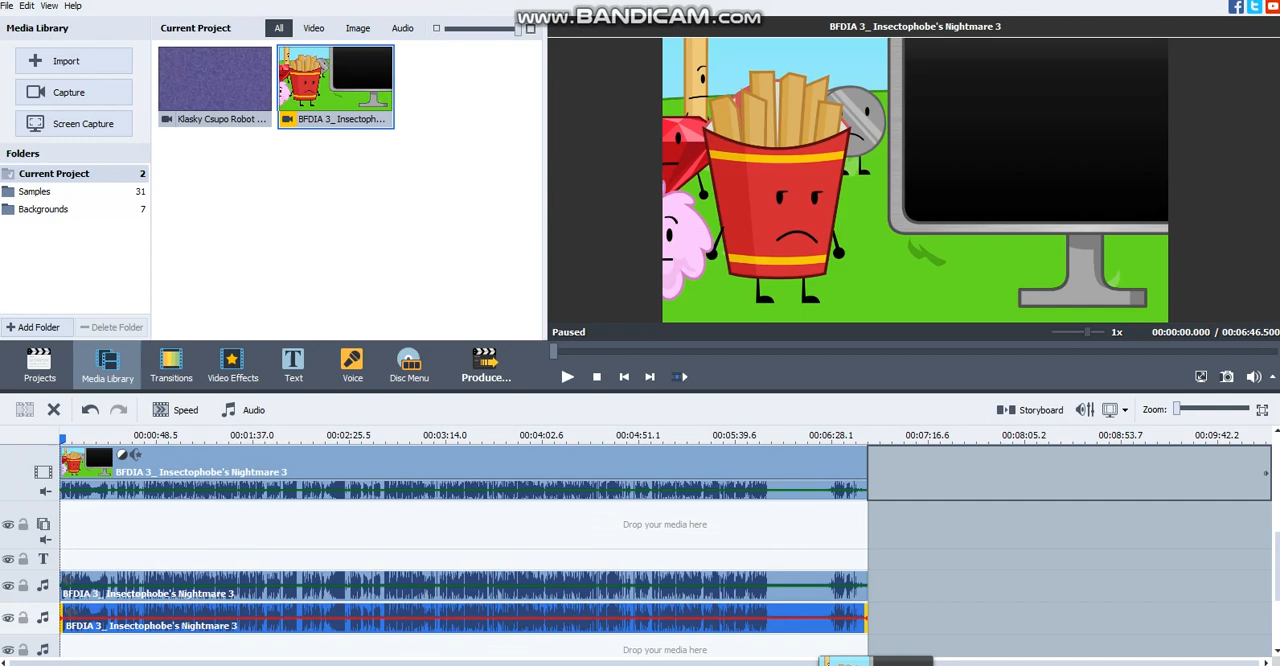 File Edit View Help
www.BANDICAM.com
Media Library
Current Project
All Video Image Audio
BFDIA 3_ Insectophobe's Nightmare 3
Import
Capture
Screen Capture
Klasky Csupo Robot ...
BFDIA 3_ Insectoph...
Folders
Current Project 2
Samples 31
Backgrounds 7
+ Add Folder
Delete Folder
Paused
1x
00:00:00.000 / 00:06:46.500
Projects
Media Library
Transitions
Video Effects
Text
Voice
Disc Menu
Produce...
Speed
Audio
Storyboard
Zoom:
00:00:48.5 00:01:37.0 00:02:25.5 00:03:14.0 00:04:02.6 00:04:51.1 00:05:39.6 00:06:28.1 00:07:16.6 00:08:05.2 00:08:53.7 00:09:42.2
BFDIA 3_ Insectophobe's Nightmare 3
Drop your media here
T
BFDIA 3_ Insectophobe's Nightmare 3
BFDIA 3_ Insectophobe's Nightmare 3
Drop your media here